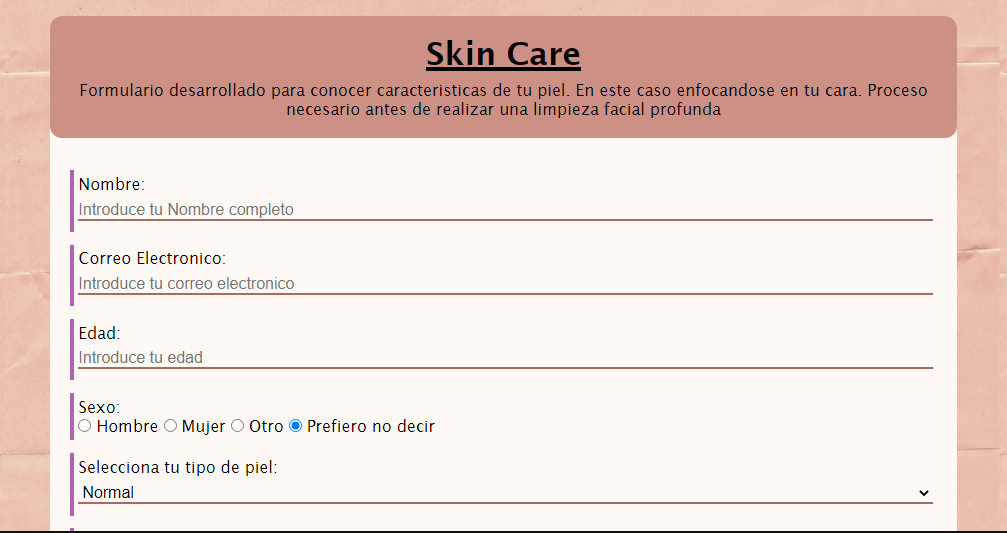 Skin Care
Formulario desarrollado para conocer caracteristicas de tu piel. En este caso enfocandose en tu cara. Proceso
necesario antes de realizar una limpieza facial profunda
Nombre:
Introduce tu Nombre completo
Correo Electronico:
Introduce tu correo electronico
Edad:
Introduce tu edad
Sexo:
Hombre Mujer Otro Prefiero no decir
Selecciona tu tipo de piel:
Normal